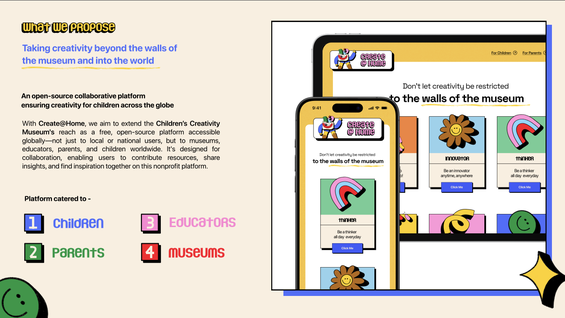 What We Propose
Taking creativity beyond the walls of
the museum and into the world
An open-source collaborative platform
ensuring creativity for children across the globe
With Create@Home, we aim to extend the Children's Creativity
Museum's reach as a free, open-source platform accessible
globally—not just to local or national users, but to museums,
educators, parents, and children worldwide. It's designed for
collaboration, enabling users to contribute resources, share
insights, and find inspiration together on this nonprofit platform.
Platform catered to -
1 Children
3 Educators
2 Parents
4 Museums
CREATE
@ HOME
For Children
For Parents
Don't let creativity be restricted
to the walls of the museum
INNOVATOR
Be an innovator
anytime, anywhere
Click Me
THINKER
Be a thinker
all day everyday
Click Me
9:41
CREATE
@ HOME
Don't let creativity be restricted
to the walls of the museum
THINKER
Be a thinker
all day everyday
Click Me